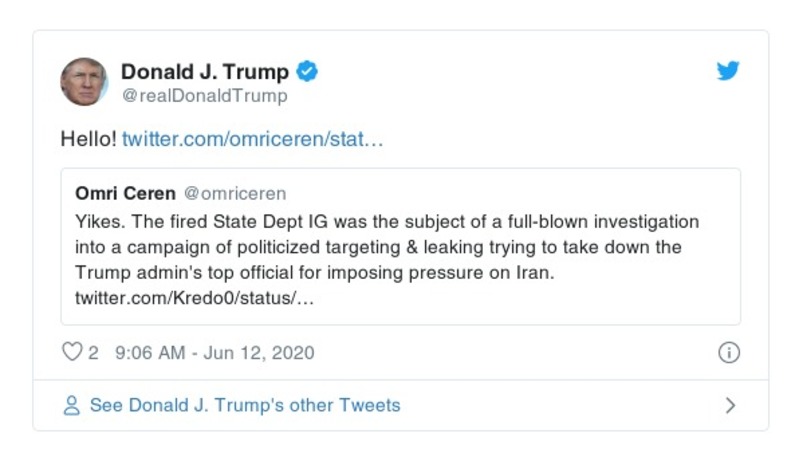 Donald J. Trump
@realDonaldTrump
Hello! twitter.com/omriceren/stat…
Omri Ceren @omriceren
Yikes. The fired State Dept IG was the subject of a full-blown investigation
into a campaign of politicized targeting & leaking trying to take down the
Trump admin's top official for imposing pressure on Iran.
twitter.com/Kredo0/status/…
2 9:06 AM - Jun 12, 2020
See Donald J. Trump's other Tweets